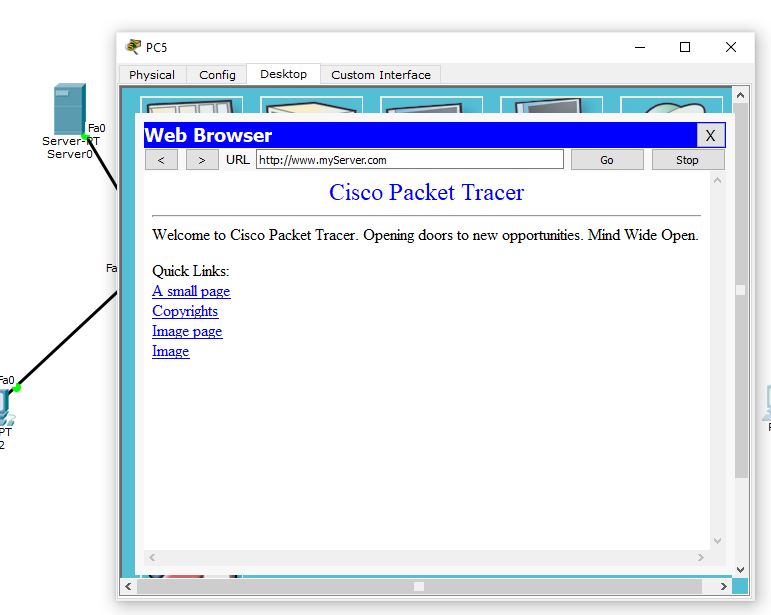 PC5
Physical Config Desktop Custom Interface
Fa0
Server-PT
Server0
Web Browser X
< > URL http://www.myServer.com Go Stop
Cisco Packet Tracer
Welcome to Cisco Packet Tracer. Opening doors to new opportunities. Mind Wide Open.
Fa
Quick Links:
A small page
Copyrights
Image page
Image
Fa0
PT
2